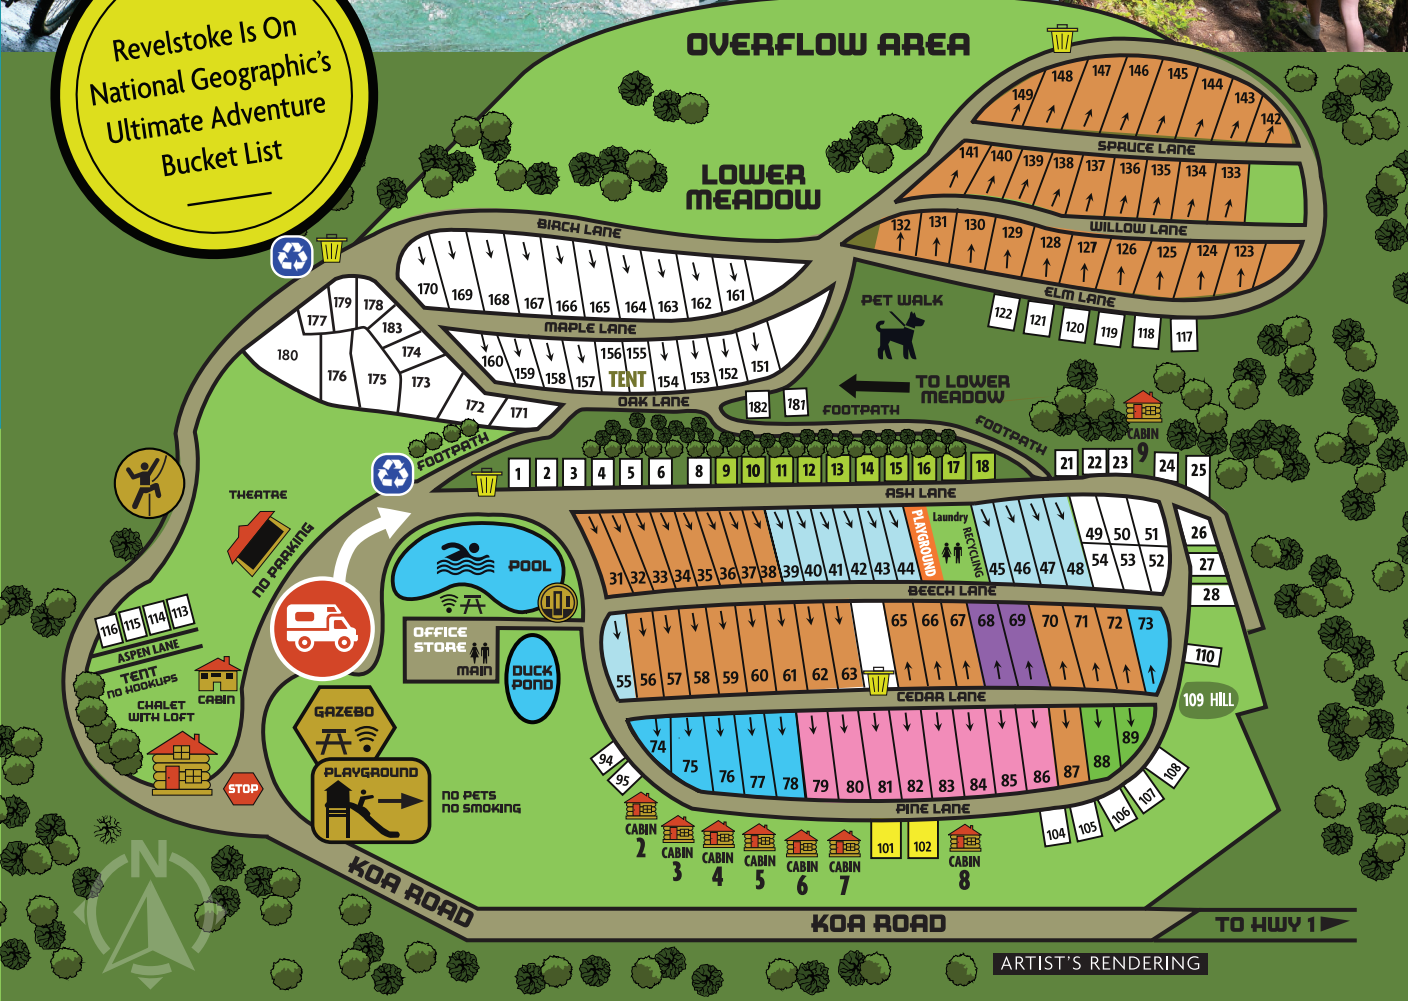 Revelstoke Is On
National Geographic's
Ultimate Adventure
Bucket List
OVERFLOW AREA
LOWER
MEADOW
149 148 147 146 145 144 143 142
SPRUCE LANE
141 140 139 138 137 136 135 134 133
WILLOW LANE
132 131 130 129 128 127 126 125 124 123
ELM LANE
122 121 120 119 118 117
BIRCH LANE
170 169 168 167 166 165 164 163 162 161
MAPLE LANE
160 159 158 157 156 155 154 153 152 151
TENT
OAK LANE
179 178
177 183
180 174
176 175 173
172 171
PET WALK
TO LOWER
MEADOW
182 181
FOOTPATH
FOOTPATH
FOOTPATH
CABIN
9
1 2 3 4 5 6 8 9 10 11 12 13 14 15 16 17 18
21 22 23 24 25
ASH LANE
THEATRE
NO PARKING
POOL
OFFICE
STORE
MAIN
DUCK
POND
31 32 33 34 35 36 37 38 39 40 41 42 43 44
PLAYGROUND
Laundry
RECYCLING
45 46 47 48
49 50 51
54 53 52
26
27
28
BEECH LANE
55 56 57 58 59 60 61 62 63 65 66 67 68 69 70 71 72 73
110
109 HILL
CEDAR LANE
74 75 76 77 78 79 80 81 82 83 84 85 86 87 88 89
PINE LANE
94
95
108
107
106
105
104
116 115 114 113
ASPEN LANE
TENT
NO HOOKUPS
CABIN
CHALET
WITH LOFT
STOP
GAZEBO
PLAYGROUND
NO PETS
NO SMOKING
CABIN
2
CABIN
3
CABIN
4
CABIN
5
CABIN
6
CABIN
7
101 102
CABIN
8
N
KOA ROAD
KOA ROAD
TO HWY 1
ARTIST'S RENDERING